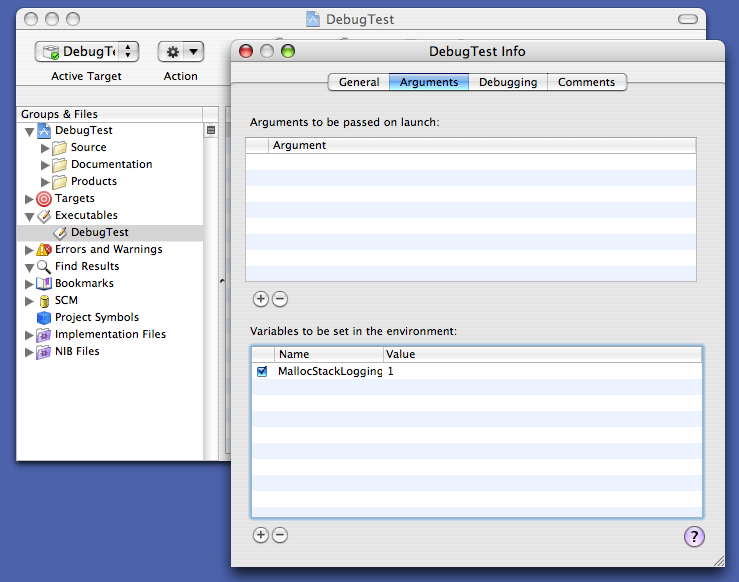 DebugTest
DebugTe
Active Target
Action
Groups & Files
DebugTest
Source
Documentation
Products
Targets
Executables
DebugTest
Errors and Warnings
Find Results
Bookmarks
SCM
Project Symbols
Implementation Files
NIB Files
DebugTest Info
General Arguments Debugging Comments
Arguments to be passed on launch:
Argument
Variables to be set in the environment:
Name Value
MallocStackLogging 1
?